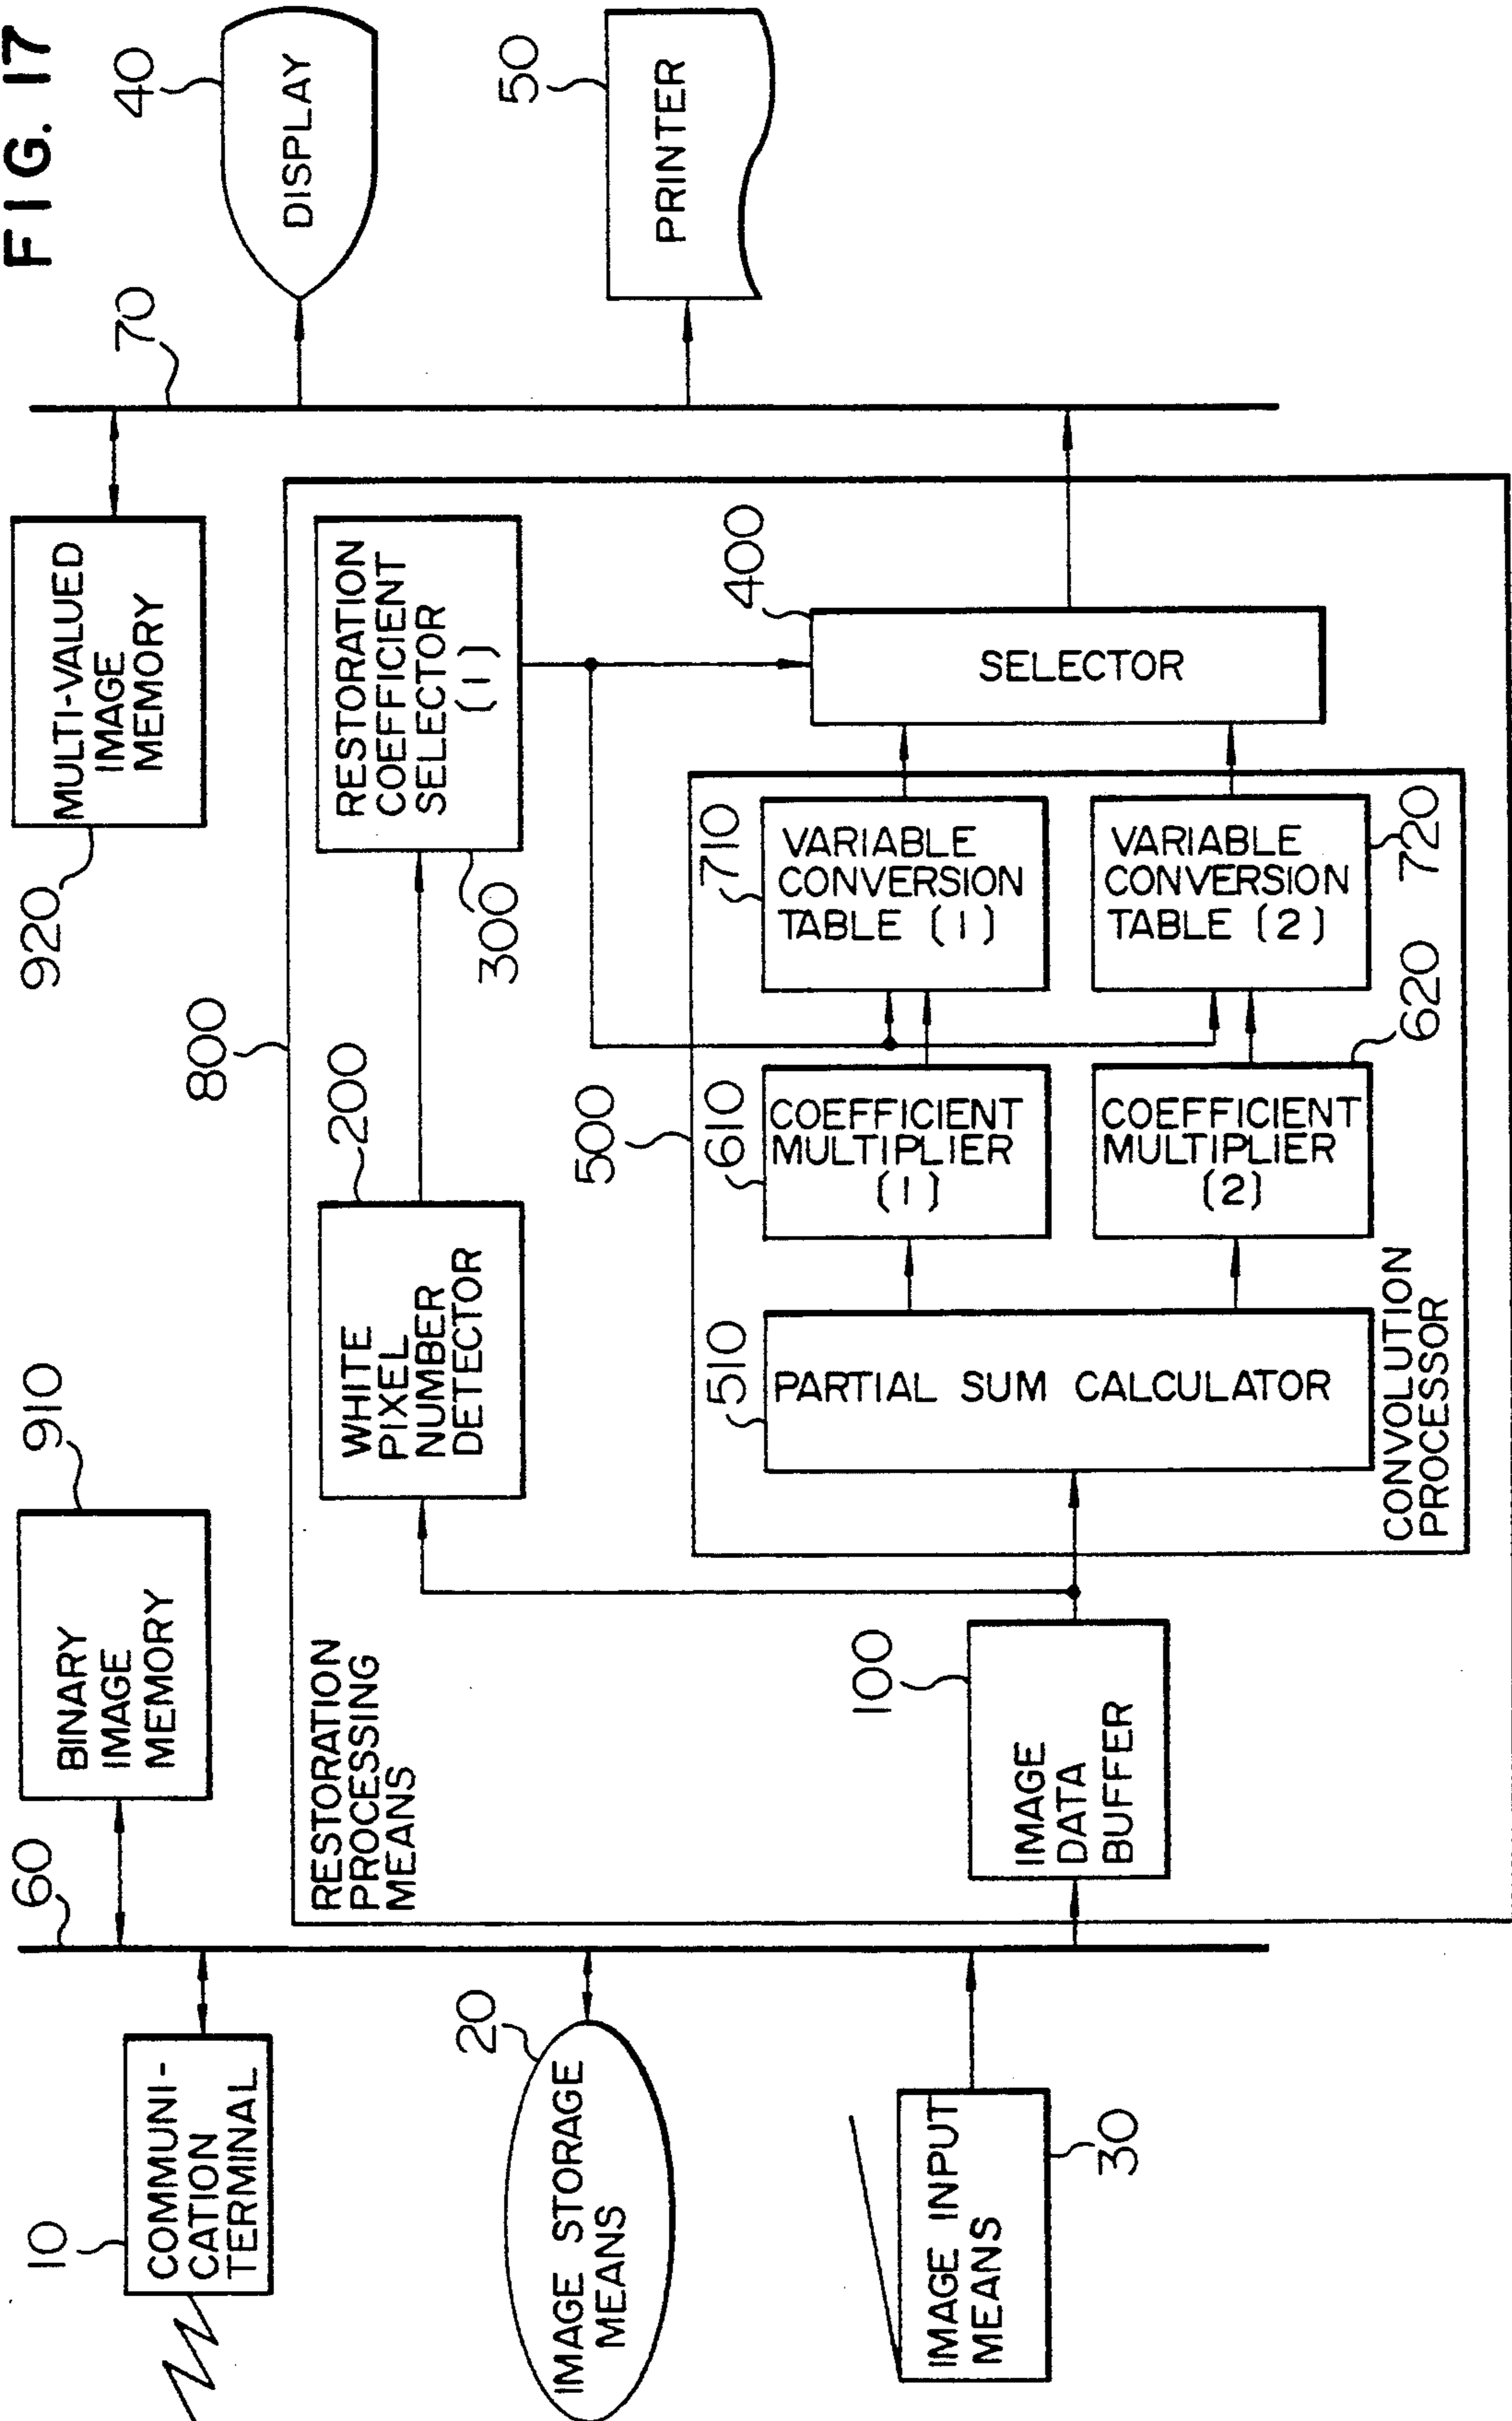 FIG. 17
10
COMMUNI-
CATION
TERMINAL
20
IMAGE STORAGE
MEANS
IMAGE INPUT
MEANS
30
60
910
BINARY
IMAGE
MEMORY
800
RESTORATION
PROCESSING
MEANS
100
IMAGE
DATA
BUFFER
200
WHITE
PIXEL
NUMBER
DETECTOR
300
RESTORATION
COEFFICIENT
SELECTOR
(1)
500
510
PARTIAL SUM CALCULATOR
CONVOLUTION
PROCESSOR
610
COEFFICIENT
MULTIPLIER
(1)
COEFFICIENT
MULTIPLIER
(2)
620
710
VARIABLE
CONVERSION
TABLE (1)
VARIABLE
CONVERSION
TABLE (2)
720
400
SELECTOR
920
MULTI-VALUED
IMAGE
MEMORY
70
40
DISPLAY
50
PRINTER